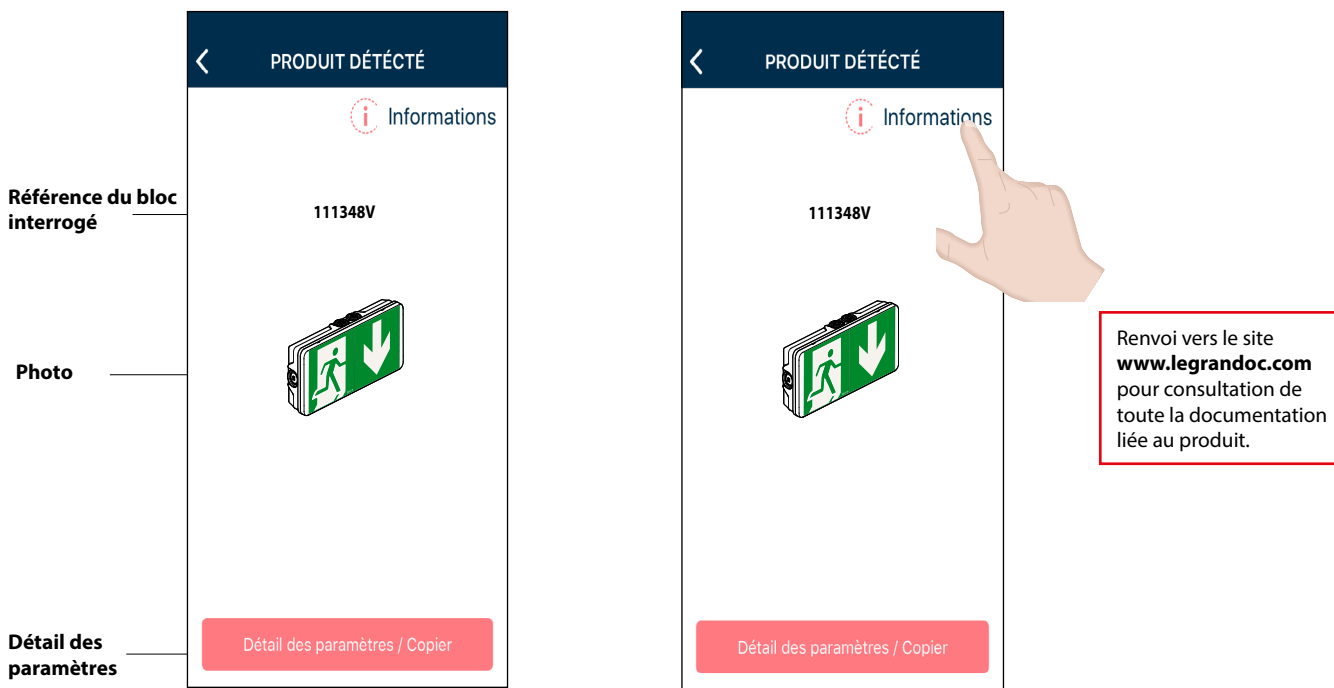 PRODUIT DÉTÉCTÉ
Informations
Référence du bloc
interrogé
111348V
Photo
Détail des
paramètres
Détail des paramètres / Copier
PRODUIT DÉTÉCTÉ
Informations
111348V
Renvoi vers le site
www.legrandoc.com
pour consultation de
toute la documentation
liée au produit.
Détail des paramètres / Copier